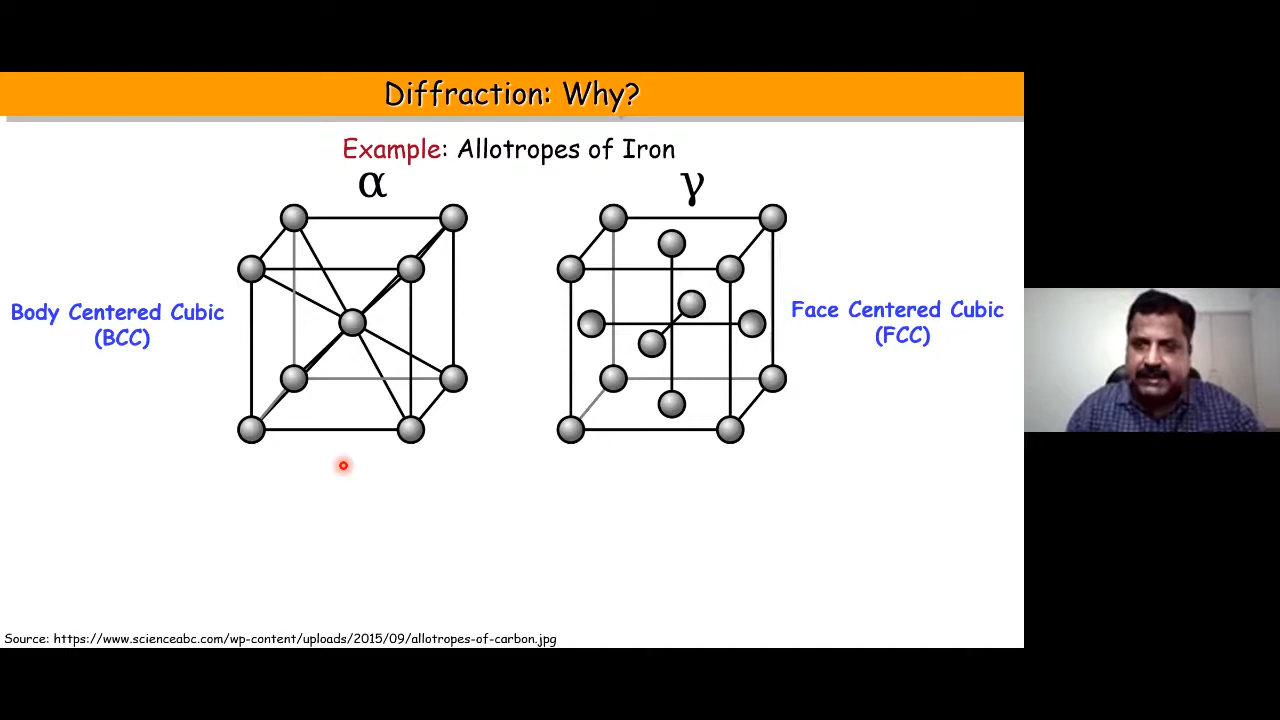 Diffraction: Why?
Example: Allotropes of Iron
α
γ
Body Centered Cubic
(BCC)
Face Centered Cubic
(FCC)
Source: https://www.scienceabc.com/wp-content/uploads/2015/09/allotropes-of-carbon.jpg